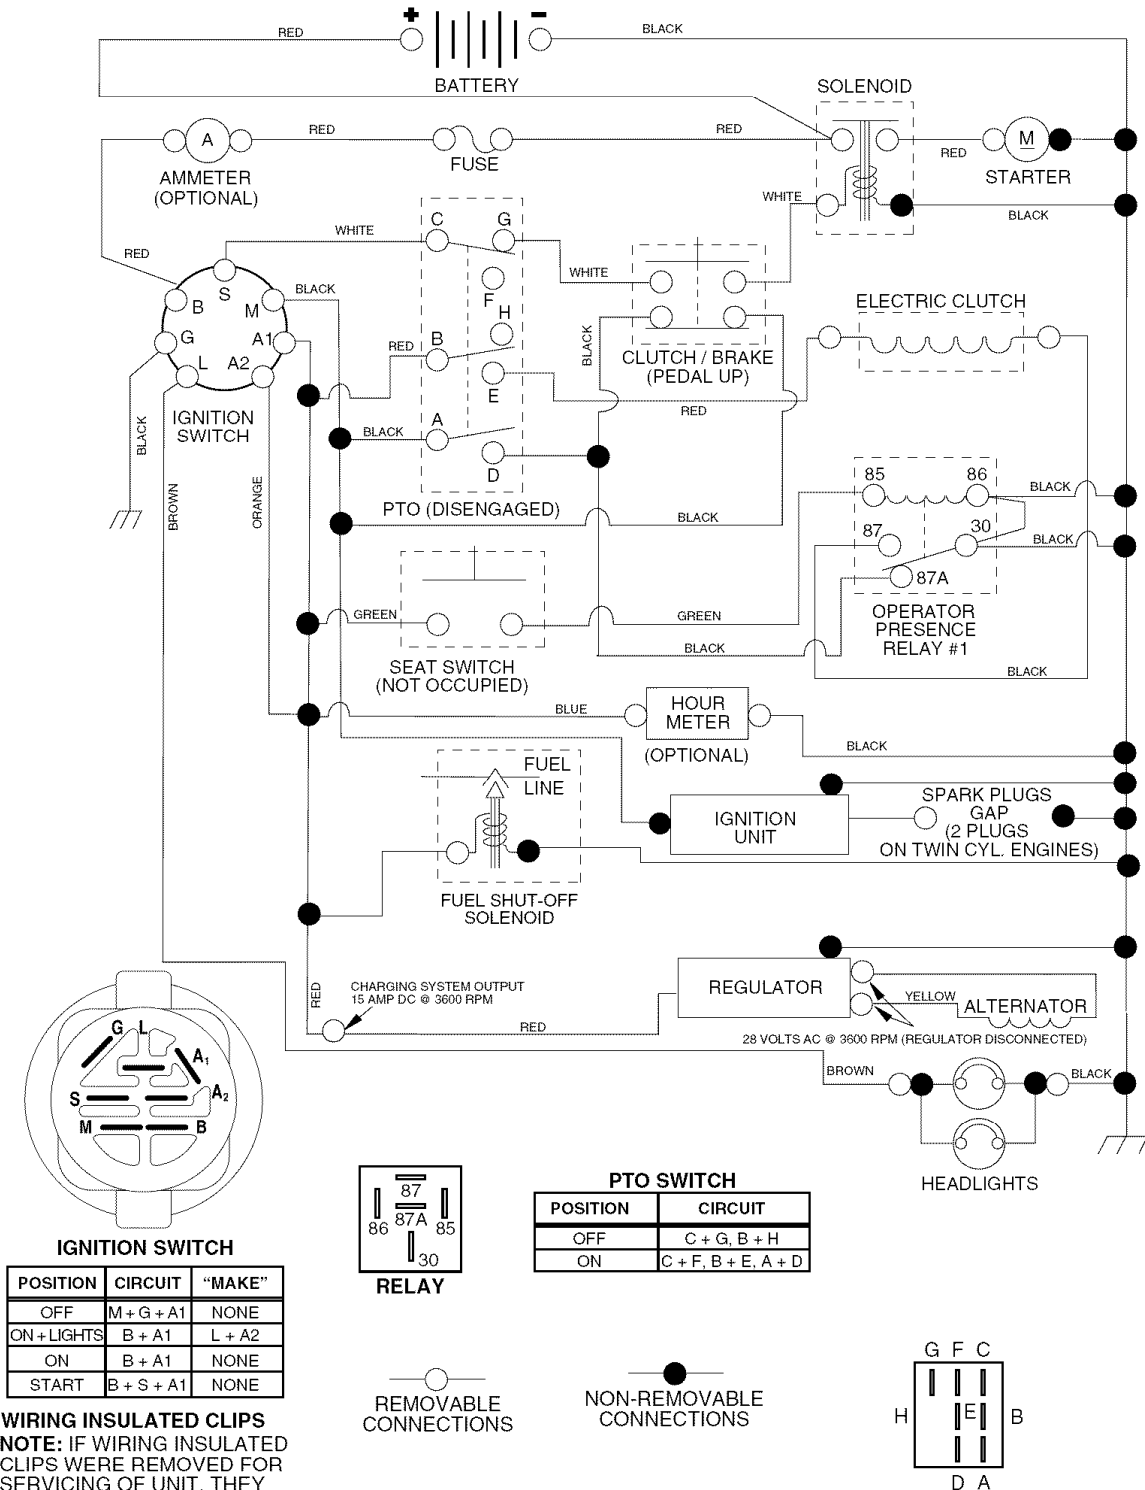 + -
RED
BLACK
BATTERY
SOLENOID
A
RED
RED
FUSE
RED
M
AMMETER
(OPTIONAL)
STARTER
WHITE
BLACK
RED
WHITE
C
G
WHITE
F
H
S
B
M
BLACK
G
A1
L
A2
IGNITION
SWITCH
RED
B
E
A
BLACK
D
PTO (DISENGAGED)
BLACK
CLUTCH / BRAKE
(PEDAL UP)
ELECTRIC CLUTCH
RED
BLACK
BROWN
ORANGE
BLACK
85
86
BLACK
87
30
BLACK
87A
OPERATOR
PRESENCE
RELAY #1
GREEN
GREEN
BLACK
BLACK
SEAT SWITCH
(NOT OCCUPIED)
BLUE
HOUR
METER
(OPTIONAL)
BLACK
FUEL
LINE
IGNITION
UNIT
SPARK PLUGS
GAP
(2 PLUGS
ON TWIN CYL. ENGINES)
FUEL SHUT-OFF
SOLENOID
RED
CHARGING SYSTEM OUTPUT
15 AMP DC @ 3600 RPM
RED
REGULATOR
YELLOW
ALTERNATOR
28 VOLTS AC @ 3600 RPM (REGULATOR DISCONNECTED)
BROWN
BLACK
HEADLIGHTS
G L
A1
S
A2
M
B
IGNITION SWITCH
POSITION CIRCUIT “MAKE”
OFF M + G + A1 NONE
ON + LIGHTS B + A1 L + A2
ON B + A1 NONE
START B + S + A1 NONE
87
86 87A 85
30
RELAY
PTO SWITCH
POSITION CIRCUIT
OFF C + G, B + H
ON C + F, B + E, A + D
REMOVABLE
CONNECTIONS
NON-REMOVABLE
CONNECTIONS
G F C
H E B
D A
WIRING INSULATED CLIPS
NOTE: IF WIRING INSULATED
CLIPS WERE REMOVED FOR
SERVICING OF UNIT, THEY